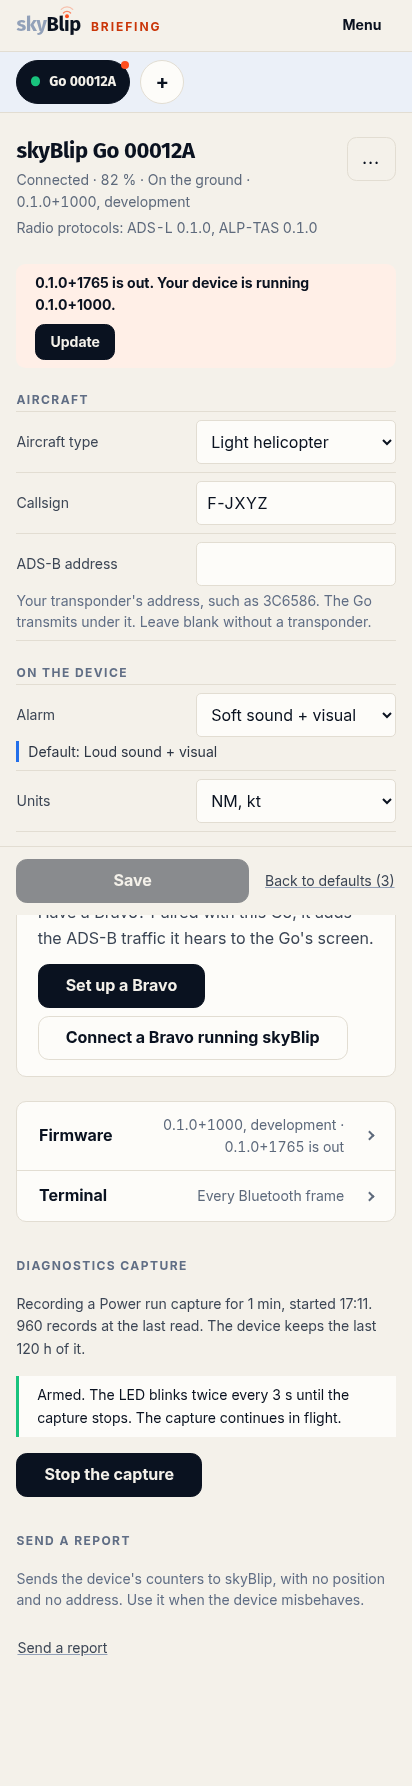 skyBlip BRIEFING
Menu
Go 00012A
+
skyBlip Go 00012A
...
Connected · 82 % · On the ground ·
0.1.0+1000, development
Radio protocols: ADS-L 0.1.0, ALP-TAS 0.1.0
0.1.0+1765 is out. Your device is running
0.1.0+1000.
Update
AIRCRAFT
Aircraft type
Light helicopter
Callsign
F-JXYZ
ADS-B address
Your transponder's address, such as 3C6586. The Go
transmits under it. Leave blank without a transponder.
ON THE DEVICE
Alarm
Soft sound + visual
Default: Loud sound + visual
Units
NM, kt
Save
Back to defaults (3)
Have a Bravo? Paired with this Go, it adds
the ADS-B traffic it hears to the Go's screen.
Set up a Bravo
Connect a Bravo running skyBlip
Firmware
0.1.0+1000, development ·
0.1.0+1765 is out
Terminal
Every Bluetooth frame
DIAGNOSTICS CAPTURE
Recording a Power run capture for 1 min, started 17:11.
960 records at the last read. The device keeps the last
120 h of it.
Armed. The LED blinks twice every 3 s until the
capture stops. The capture continues in flight.
Stop the capture
SEND A REPORT
Sends the device's counters to skyBlip, with no position
and no address. Use it when the device misbehaves.
Send a report